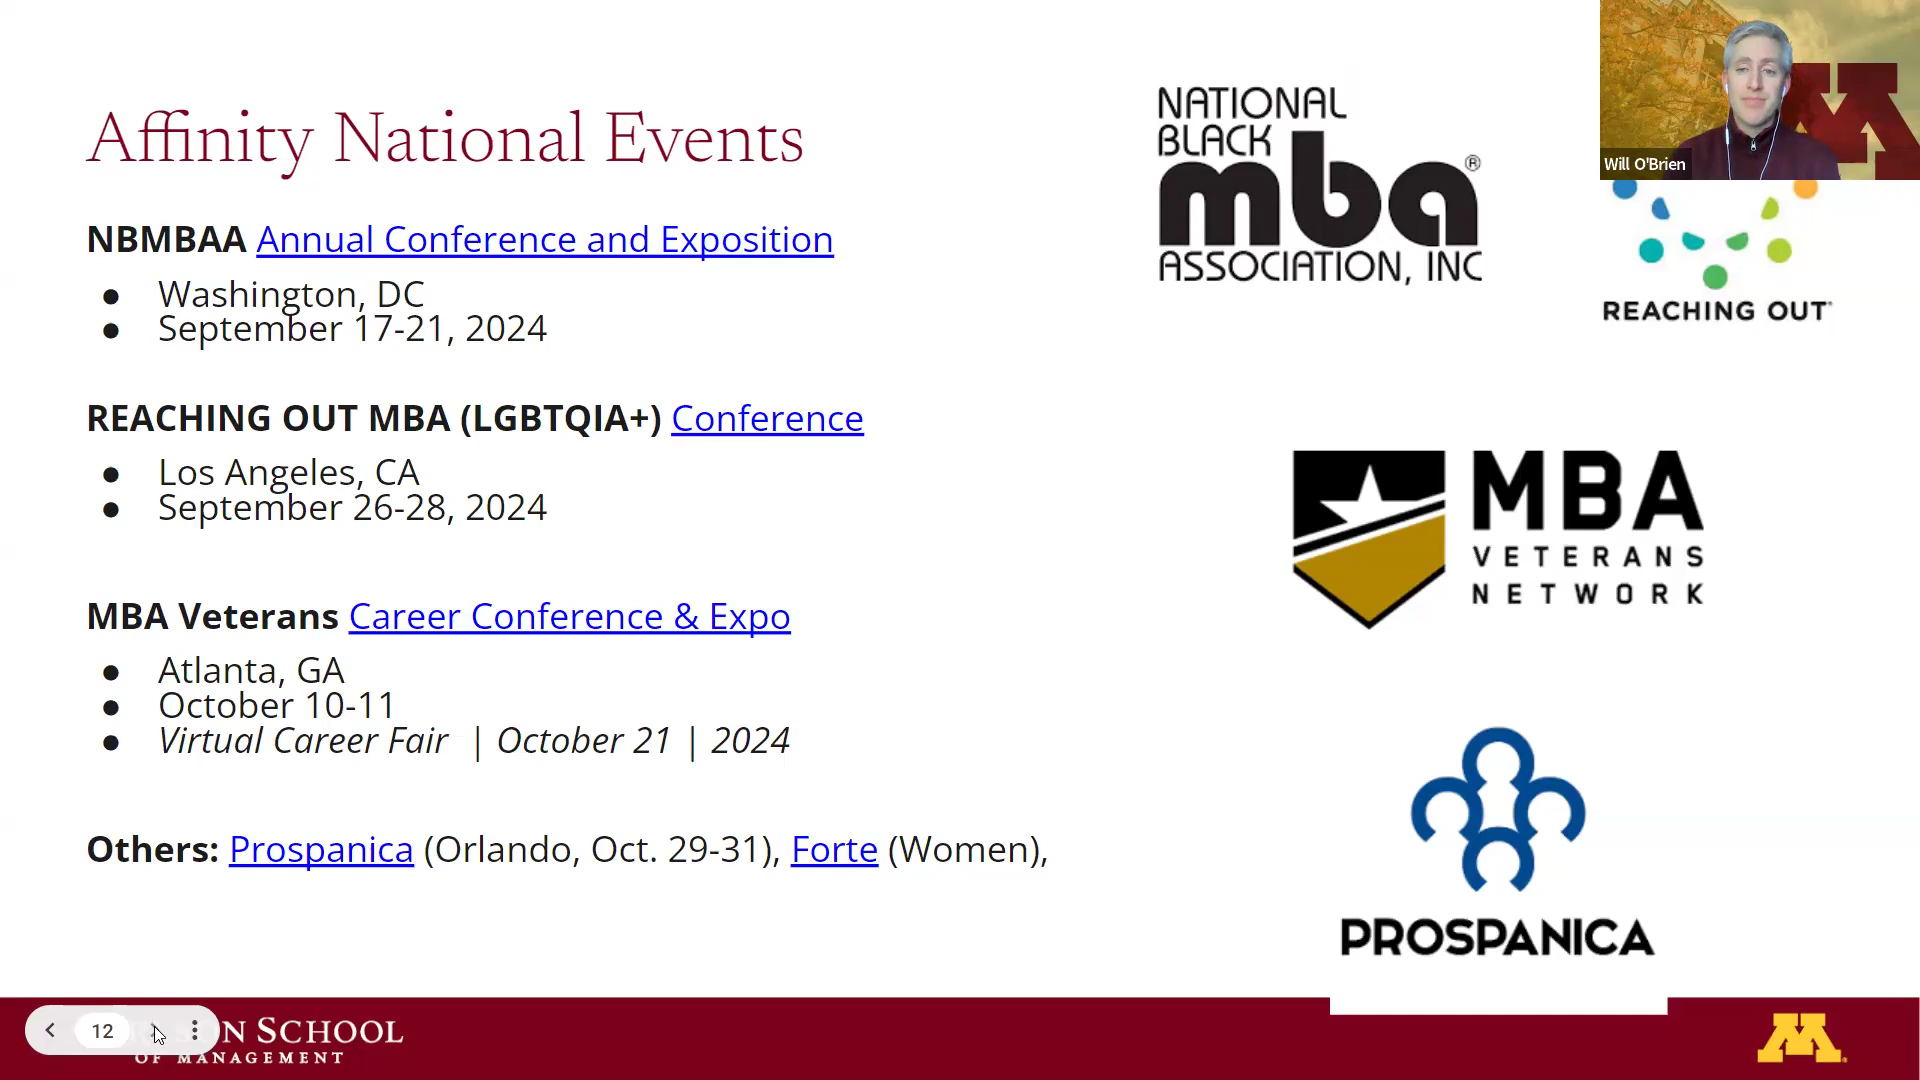 Affinity National Events
NBMBAA Annual Conference and Exposition
● Washington, DC
● September 17-21, 2024
REACHING OUT MBA (LGBTQIA+) Conference
● Los Angeles, CA
● September 26-28, 2024
MBA Veterans Career Conference & Expo
● Atlanta, GA
● October 10-11
● Virtual Career Fair | October 21 | 2024
Others: Prospanica (Orlando, Oct. 29-31), Forte (Women),
NATIONAL
BLACK
mba®
ASSOCIATION, INC
Will O'Brien
REACHING OUT
MBA
VETERANS
NETWORK
PROSPANICA
12
N SCHOOL
OF MANAGEMENT
M